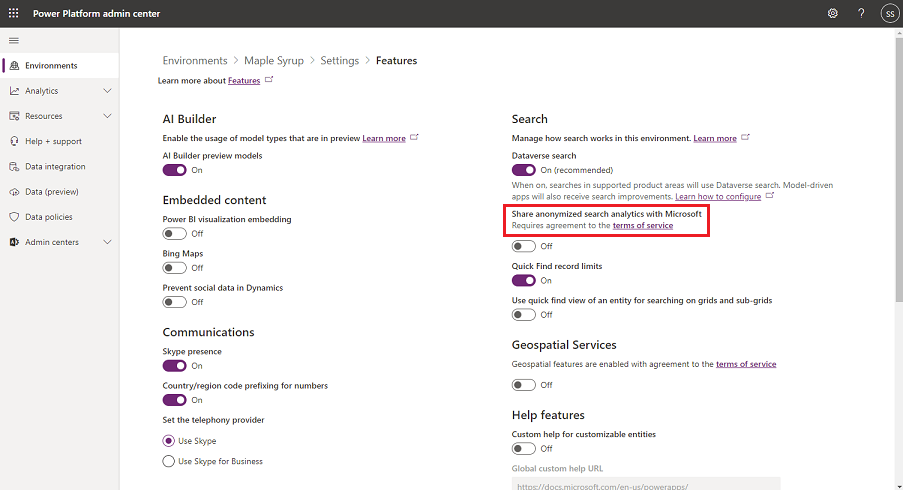 Power Platform admin center
?
SS
Environments
Analytics
Resources
Help + support
Data integration
Data (preview)
Data policies
Admin centers
Environments > Maple Syrup > Settings > Features
Learn more about Features
AI Builder
Enable the usage of model types that are in preview Learn more
AI Builder preview models
On
Embedded content
Power BI visualization embedding
Off
Bing Maps
Off
Prevent social data in Dynamics
Off
Communications
Skype presence
On
Country/region code prefixing for numbers
On
Set the telephony provider
Use Skype
Use Skype for Business
Search
Manage how search works in this environment. Learn more
Dataverse search
On (recommended)
When on, searches in supported product areas will use Dataverse search. Model-driven
apps will also receive search improvements. Learn how to configure
Share anonymized search analytics with Microsoft
Requires agreement to the terms of service
Off
Quick Find record limits
On
Use quick find view of an entity for searching on grids and sub-grids
Off
Geospatial Services
Geospatial features are enabled with agreement to the terms of service
Off
Help features
Custom help for customizable entities
Off
Global custom help URL
https://docs.microsoft.com/en-us/powerapps/